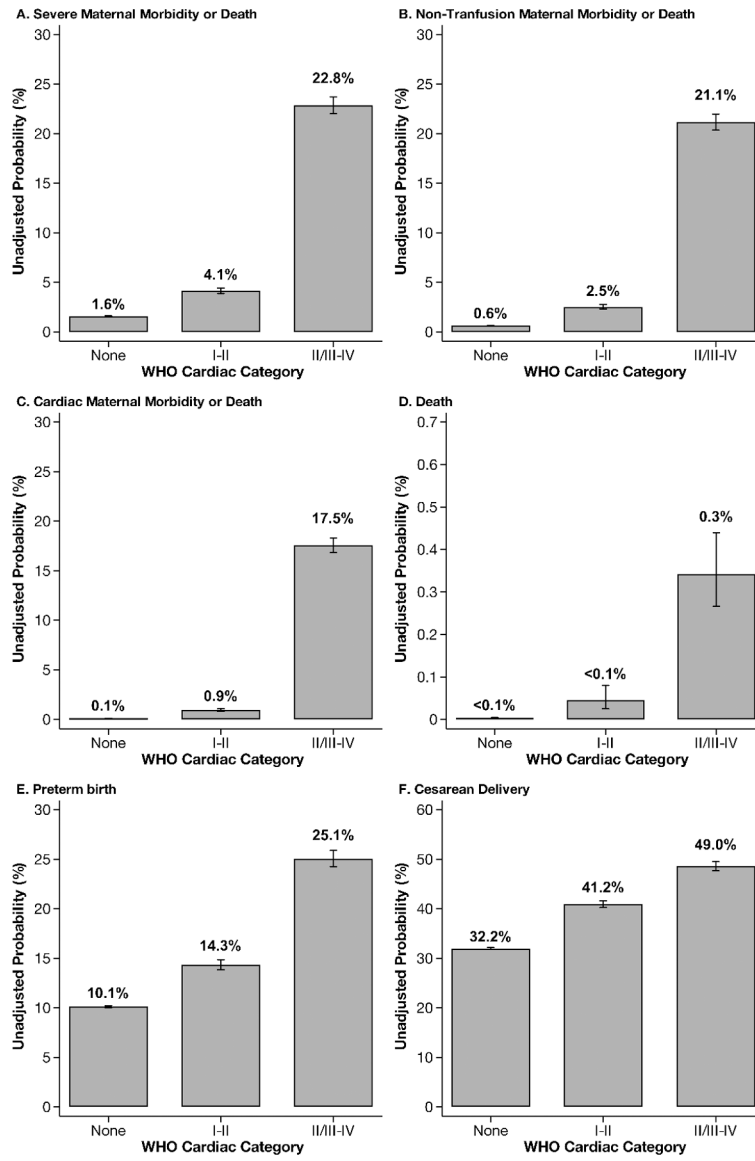 A. Severe Maternal Morbidity or Death
Unadjusted Probability (%)
30
25
20
15
10
5
0
1.6%
4.1%
22.8%
None
I-II
II/III-IV
WHO Cardiac Category
B. Non-Tranfusion Maternal Morbidity or Death
Unadjusted Probability (%)
30
25
20
15
10
5
0
0.6%
2.5%
21.1%
None
I-II
II/III-IV
WHO Cardiac Category
C. Cardiac Maternal Morbidity or Death
Unadjusted Probability (%)
30
25
20
15
10
5
0
0.1%
0.9%
17.5%
None
I-II
II/III-IV
WHO Cardiac Category
D. Death
Unadjusted Probability (%)
0.7
0.6
0.5
0.4
0.3
0.2
0.1
0
<0.1%
<0.1%
0.3%
None
I-II
II/III-IV
WHO Cardiac Category
E. Preterm birth
Unadjusted Probability (%)
30
25
20
15
10
5
0
10.1%
14.3%
25.1%
None
I-II
II/III-IV
WHO Cardiac Category
F. Cesarean Delivery
Unadjusted Probability (%)
60
50
40
30
20
10
0
32.2%
41.2%
49.0%
None
I-II
II/III-IV
WHO Cardiac Category